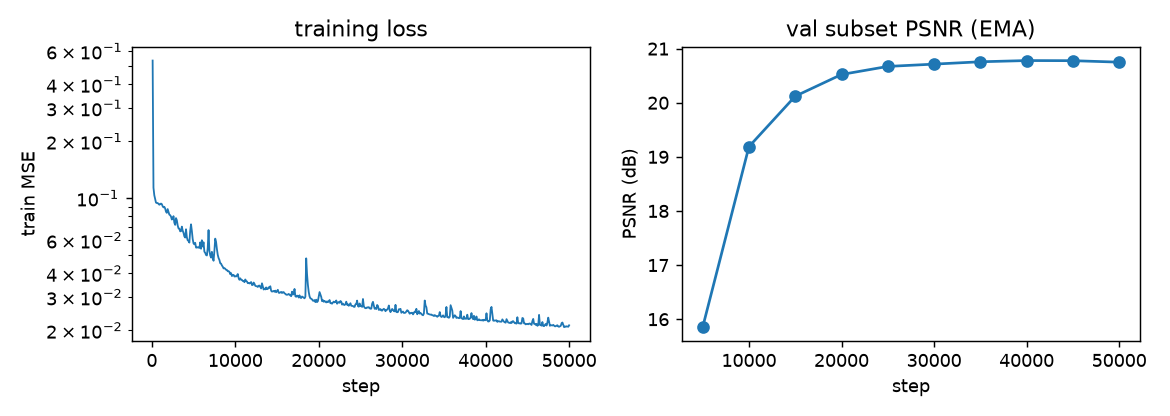 training loss
train MSE
6 × 10⁻¹
4 × 10⁻¹
3 × 10⁻¹
2 × 10⁻¹
10⁻¹
6 × 10⁻²
4 × 10⁻²
3 × 10⁻²
2 × 10⁻²
0 10000 20000 30000 40000 50000
step
val subset PSNR (EMA)
PSNR (dB)
21
20
19
18
17
16
10000 20000 30000 40000 50000
step